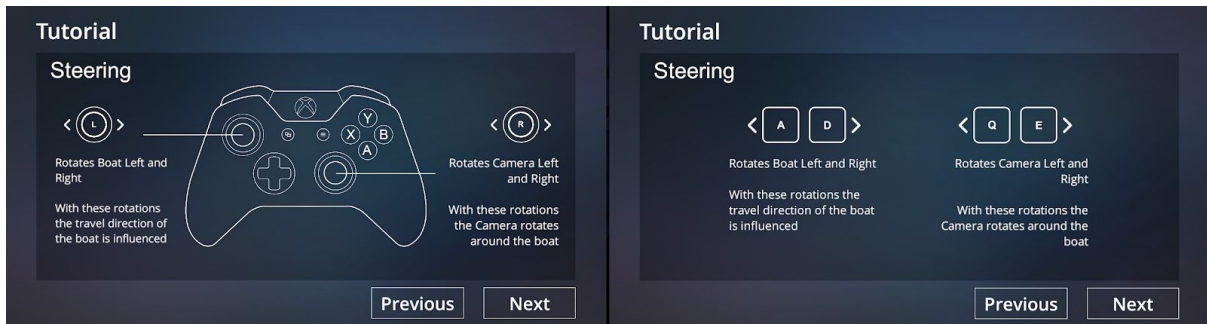 Tutorial
Steering
< L >
Y
X
B
A
Rotates Boat Left and
Right
With these rotations
the travel direction of
the boat is influenced
< R >
Rotates Camera Left
and Right
With these rotations
the Camera rotates
around the boat
Previous
Next
Tutorial
Steering
< A D >
Rotates Boat Left and Right
With these rotations the
travel direction of the boat
is influenced
< Q E >
Rotates Camera Left and
Right
With these rotations the
Camera rotates around the
boat
Previous
Next